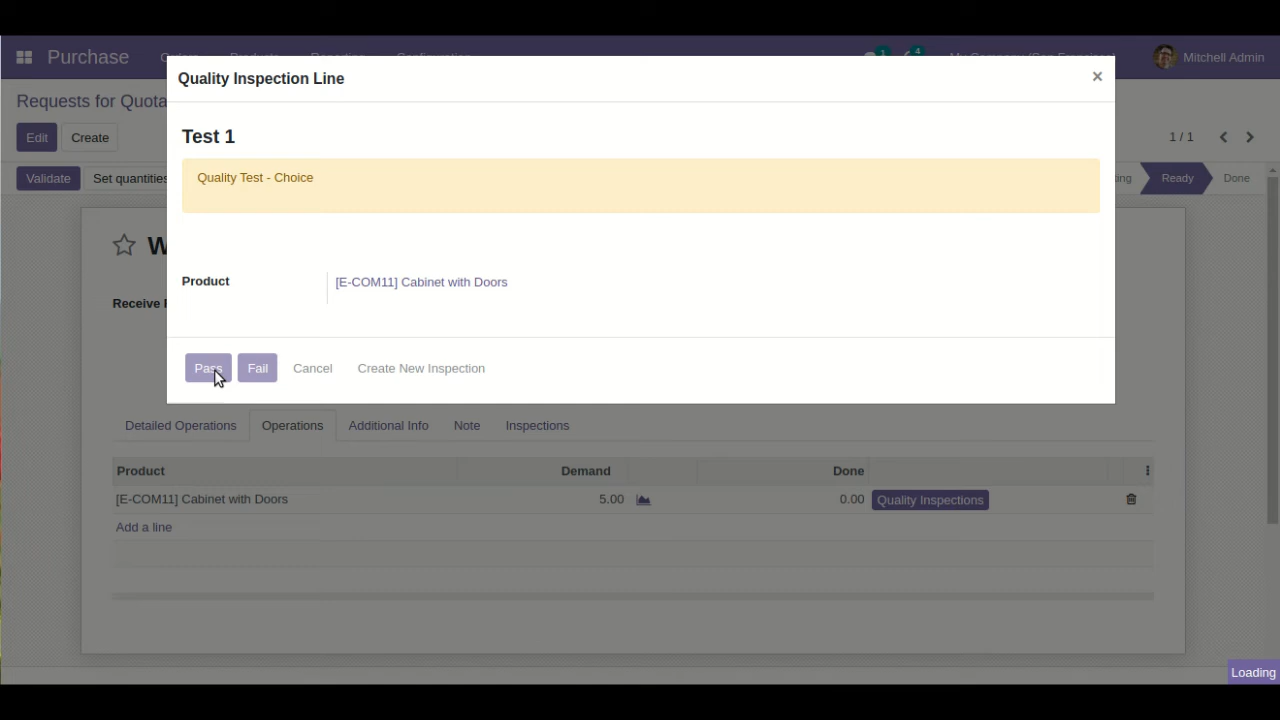 Purchase
1
4
Mitchell Admin
Quality Inspection Line
×
Requests for Quota
Test 1
Edit
Create
1 / 1
Quality Test - Choice
Validate
Set quantities
ing
Ready
Done
W
Product
[E-COM11] Cabinet with Doors
Receive
Pass
Fail
Cancel
Create New Inspection
Detailed Operations
Operations
Additional Info
Note
Inspections
Product
Demand
Done
[E-COM11] Cabinet with Doors
5.00
0.00
Quality Inspections
Add a line
Loading